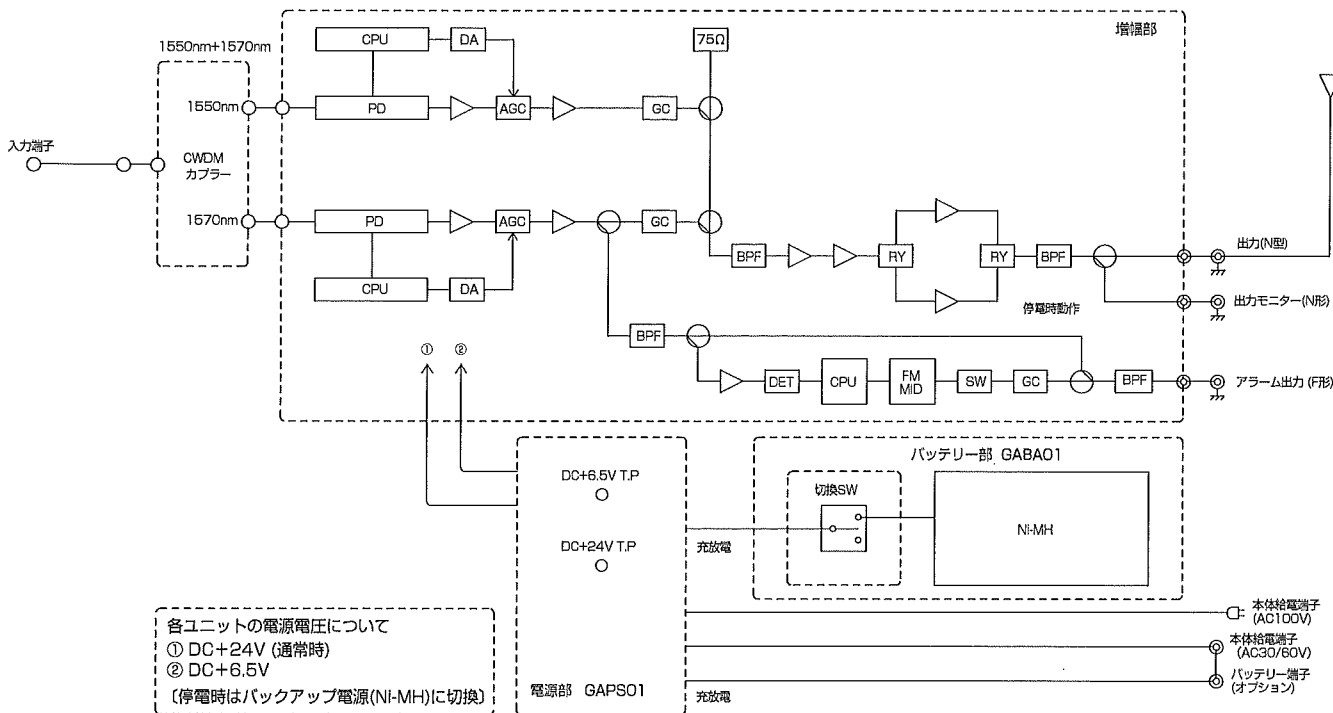 増幅部
1550nm+1570nm
CPU
DA
75Ω
1550nm
PD
AGC
GC
入力端子
CWDM
カプラー
1570nm
PD
AGC
GC
CPU
DA
BPF
RY
RY
BPF
出力(N型)
停電時動作
出力モニター(N形)
BPF
①
②
DET
CPU
FM
MID
SW
GC
BPF
アラーム出力 (F形)
DC+6.5V T.P
DC+24V T.P
バッテリー部 GABA01
切換SW
Ni-MH
充放電
本体給電端子
(AC100V)
本体給電端子
(AC30/60V)
バッテリー端子
(オプション)
充放電
電源部 GAPS01
各ユニットの電源電圧について
① DC+24V (通常時)
② DC+6.5V
〔停電時はバックアップ電源(Ni-MH)に切換〕